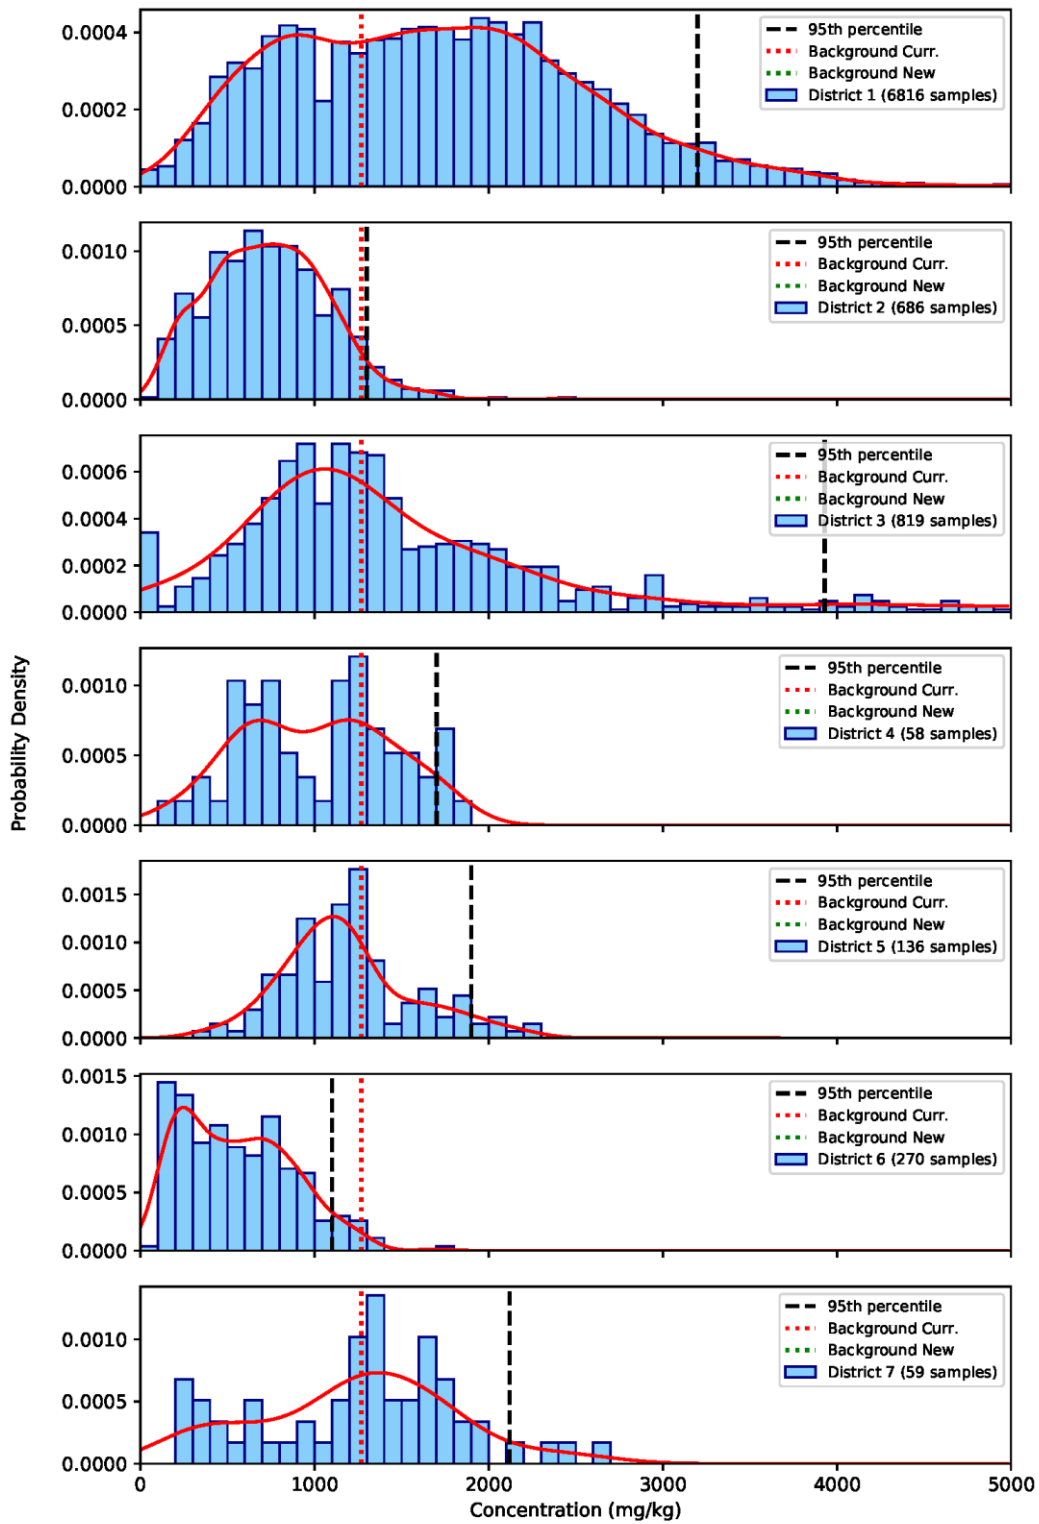 0.0004
0.0002
0.0000
95th percentile
Background Curr.
Background New
District 1 (6816 samples)
0.0010
0.0005
0.0000
95th percentile
Background Curr.
Background New
District 2 (686 samples)
0.0006
0.0004
0.0002
0.0000
95th percentile
Background Curr.
Background New
District 3 (819 samples)
Probability Density
0.0010
0.0005
0.0000
95th percentile
Background Curr.
Background New
District 4 (58 samples)
0.0015
0.0010
0.0005
0.0000
95th percentile
Background Curr.
Background New
District 5 (136 samples)
0.0015
0.0010
0.0005
0.0000
95th percentile
Background Curr.
Background New
District 6 (270 samples)
0.0010
0.0005
0.0000
95th percentile
Background Curr.
Background New
District 7 (59 samples)
0 1000 2000 3000 4000 5000
Concentration (mg/kg)